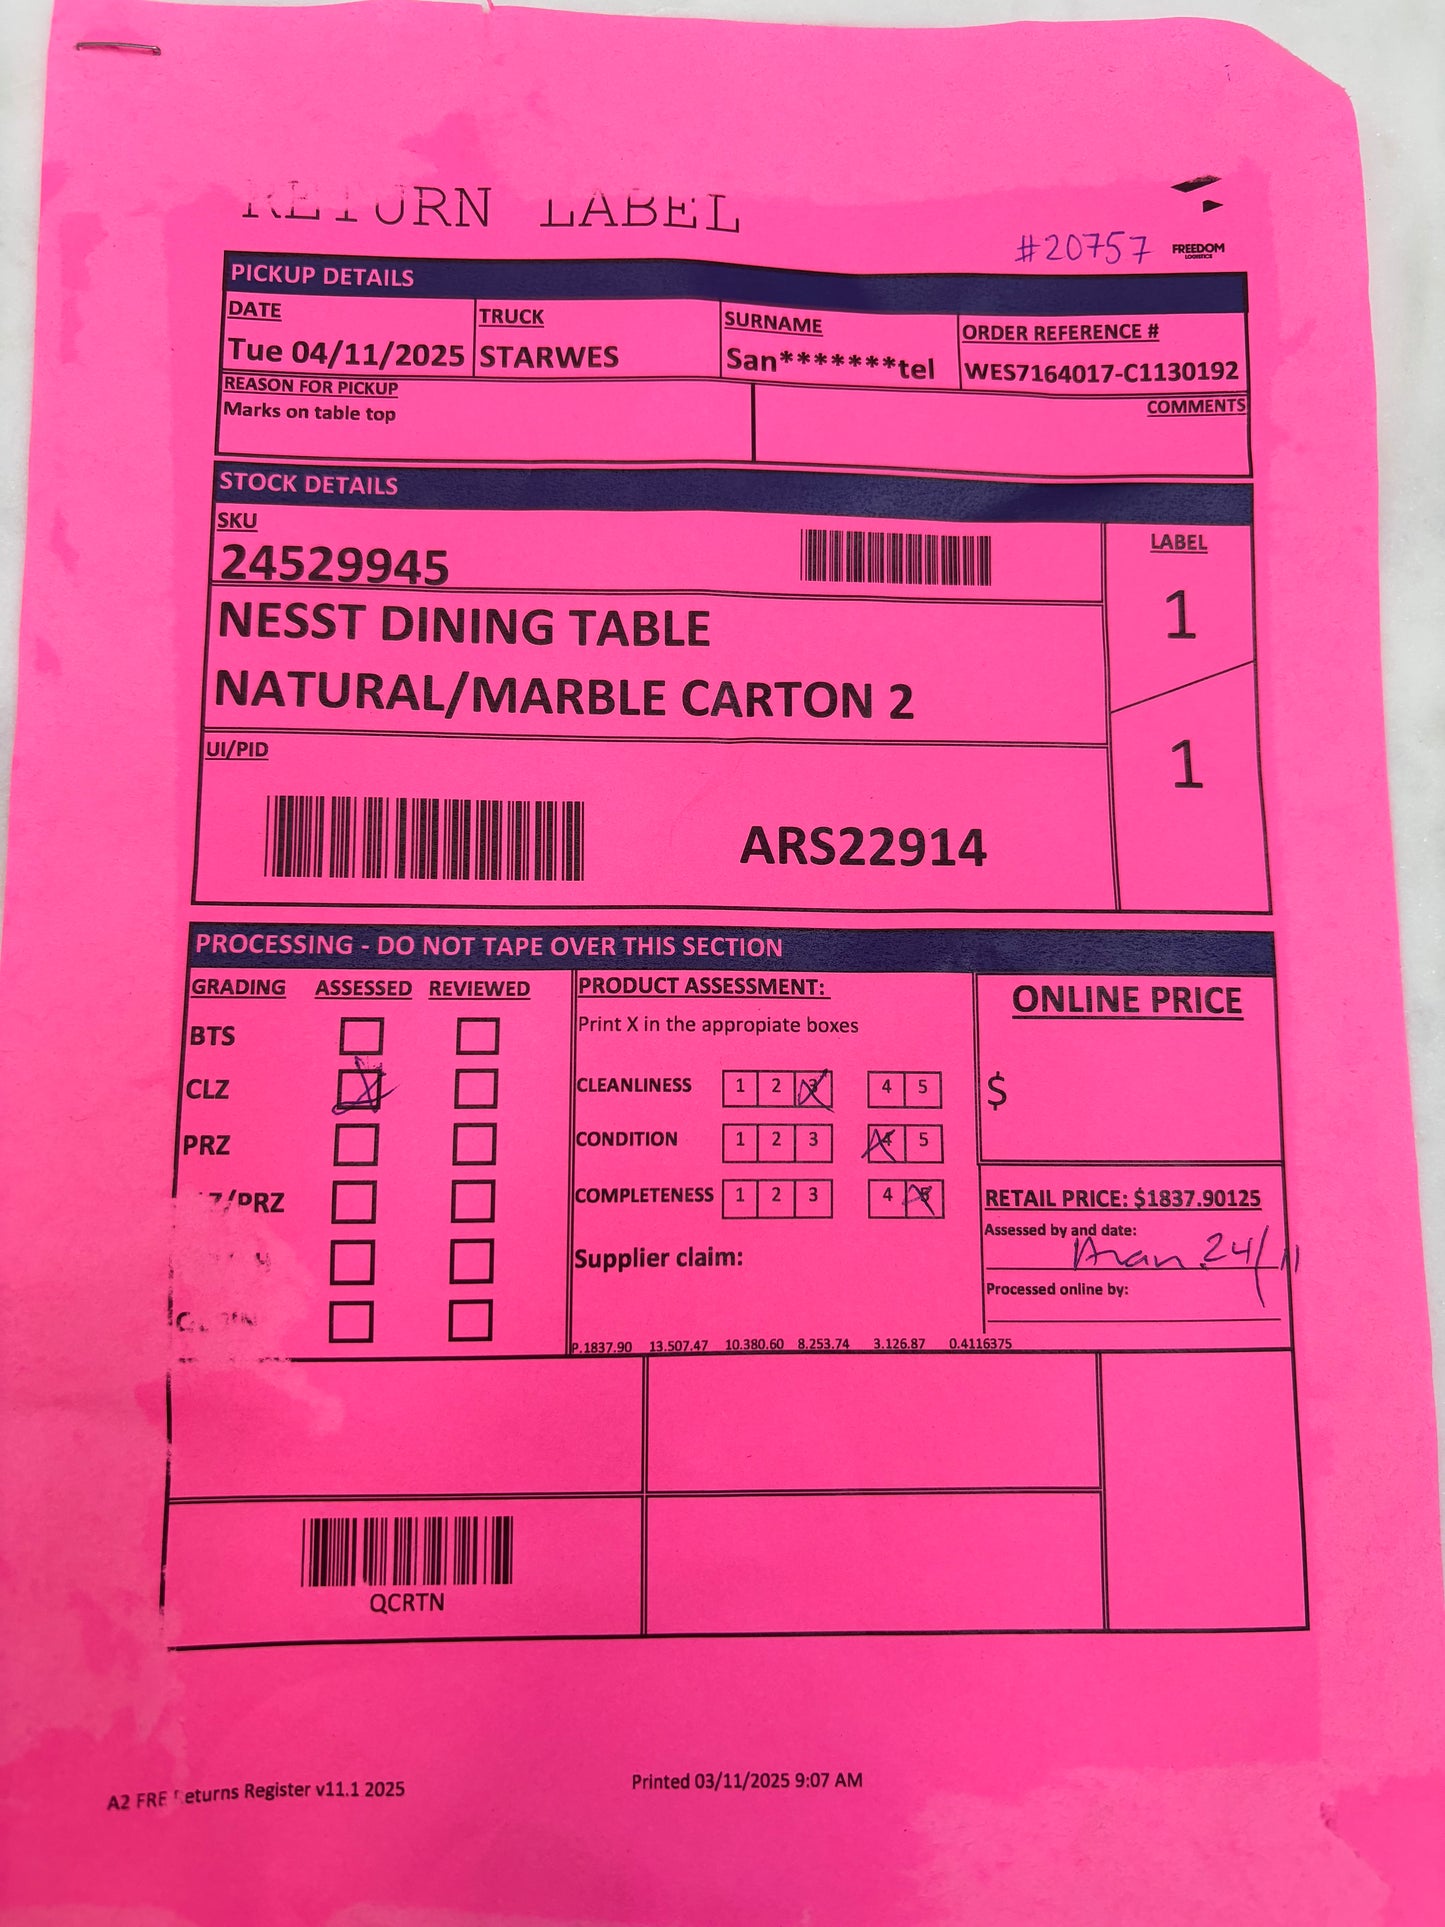 RETURN LABEL
#20757
FREEDOM
LOGISTICS
PICKUP DETAILS
DATE TRUCK SURNAME ORDER REFERENCE #
Tue 04/11/2025 STARWES San*******tel WES7164017-C1130192
REASON FOR PICKUP COMMENTS
Marks on table top
STOCK DETAILS
SKU LABEL
24529945
1
NESST DINING TABLE
NATURAL/MARBLE CARTON 2
UI/PID
1
ARS22914
PROCESSING - DO NOT TAPE OVER THIS SECTION
GRADING ASSESSED REVIEWED PRODUCT ASSESSMENT: ONLINE PRICE
Print X in the appropiate boxes
BTS
CLZ X CLEANLINESS 1 2 3 X 4 5 $
PRZ CONDITION 1 2 3 4 X 5
Z/PRZ COMPLETENESS 1 2 3 4 5 X RETAIL PRICE: $1837.90125
Assessed by and date:
24/11
Supplier claim:
Processed online by:
P.1837.90 13.507.47 10.380.60 8.253.74 3.126.87 0.4116375
QCRTN
A2 FRE eturns Register v11.1 2025 Printed 03/11/2025 9:07 AM